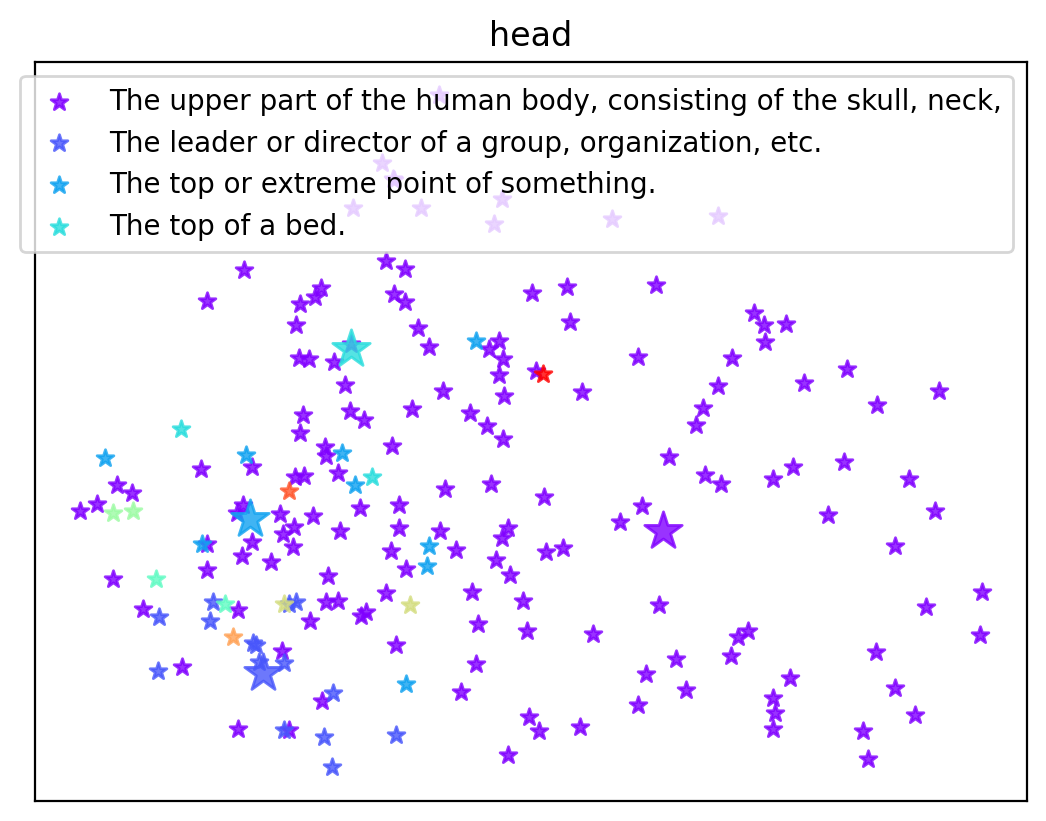 head
The upper part of the human body, consisting of the skull, neck,
The leader or director of a group, organization, etc.
The top or extreme point of something.
The top of a bed.